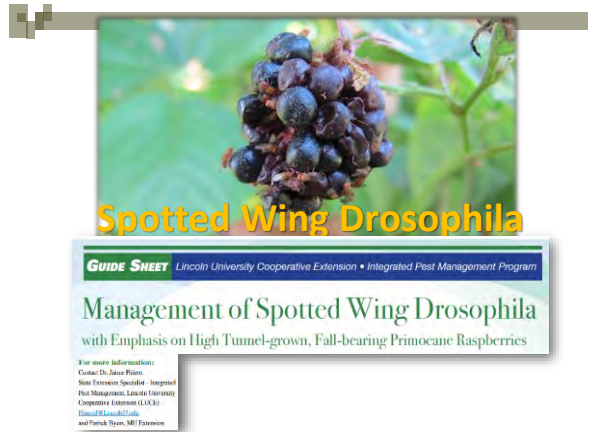 Spotted Wing Drosophila
GUIDE SHEET Lincoln University Cooperative Extension • Integrated Pest Management Program
Management of Spotted Wing Drosophila
with Emphasis on High Tunnel-grown, Fall-bearing Primocane Raspberries
For more information:
Contact Dr. Jaime Piñero
State Extension Specialist – Integrated
Pest Management, Lincoln University
Cooperative Extension (LUCE)
and Patrick Byers, MU Extension